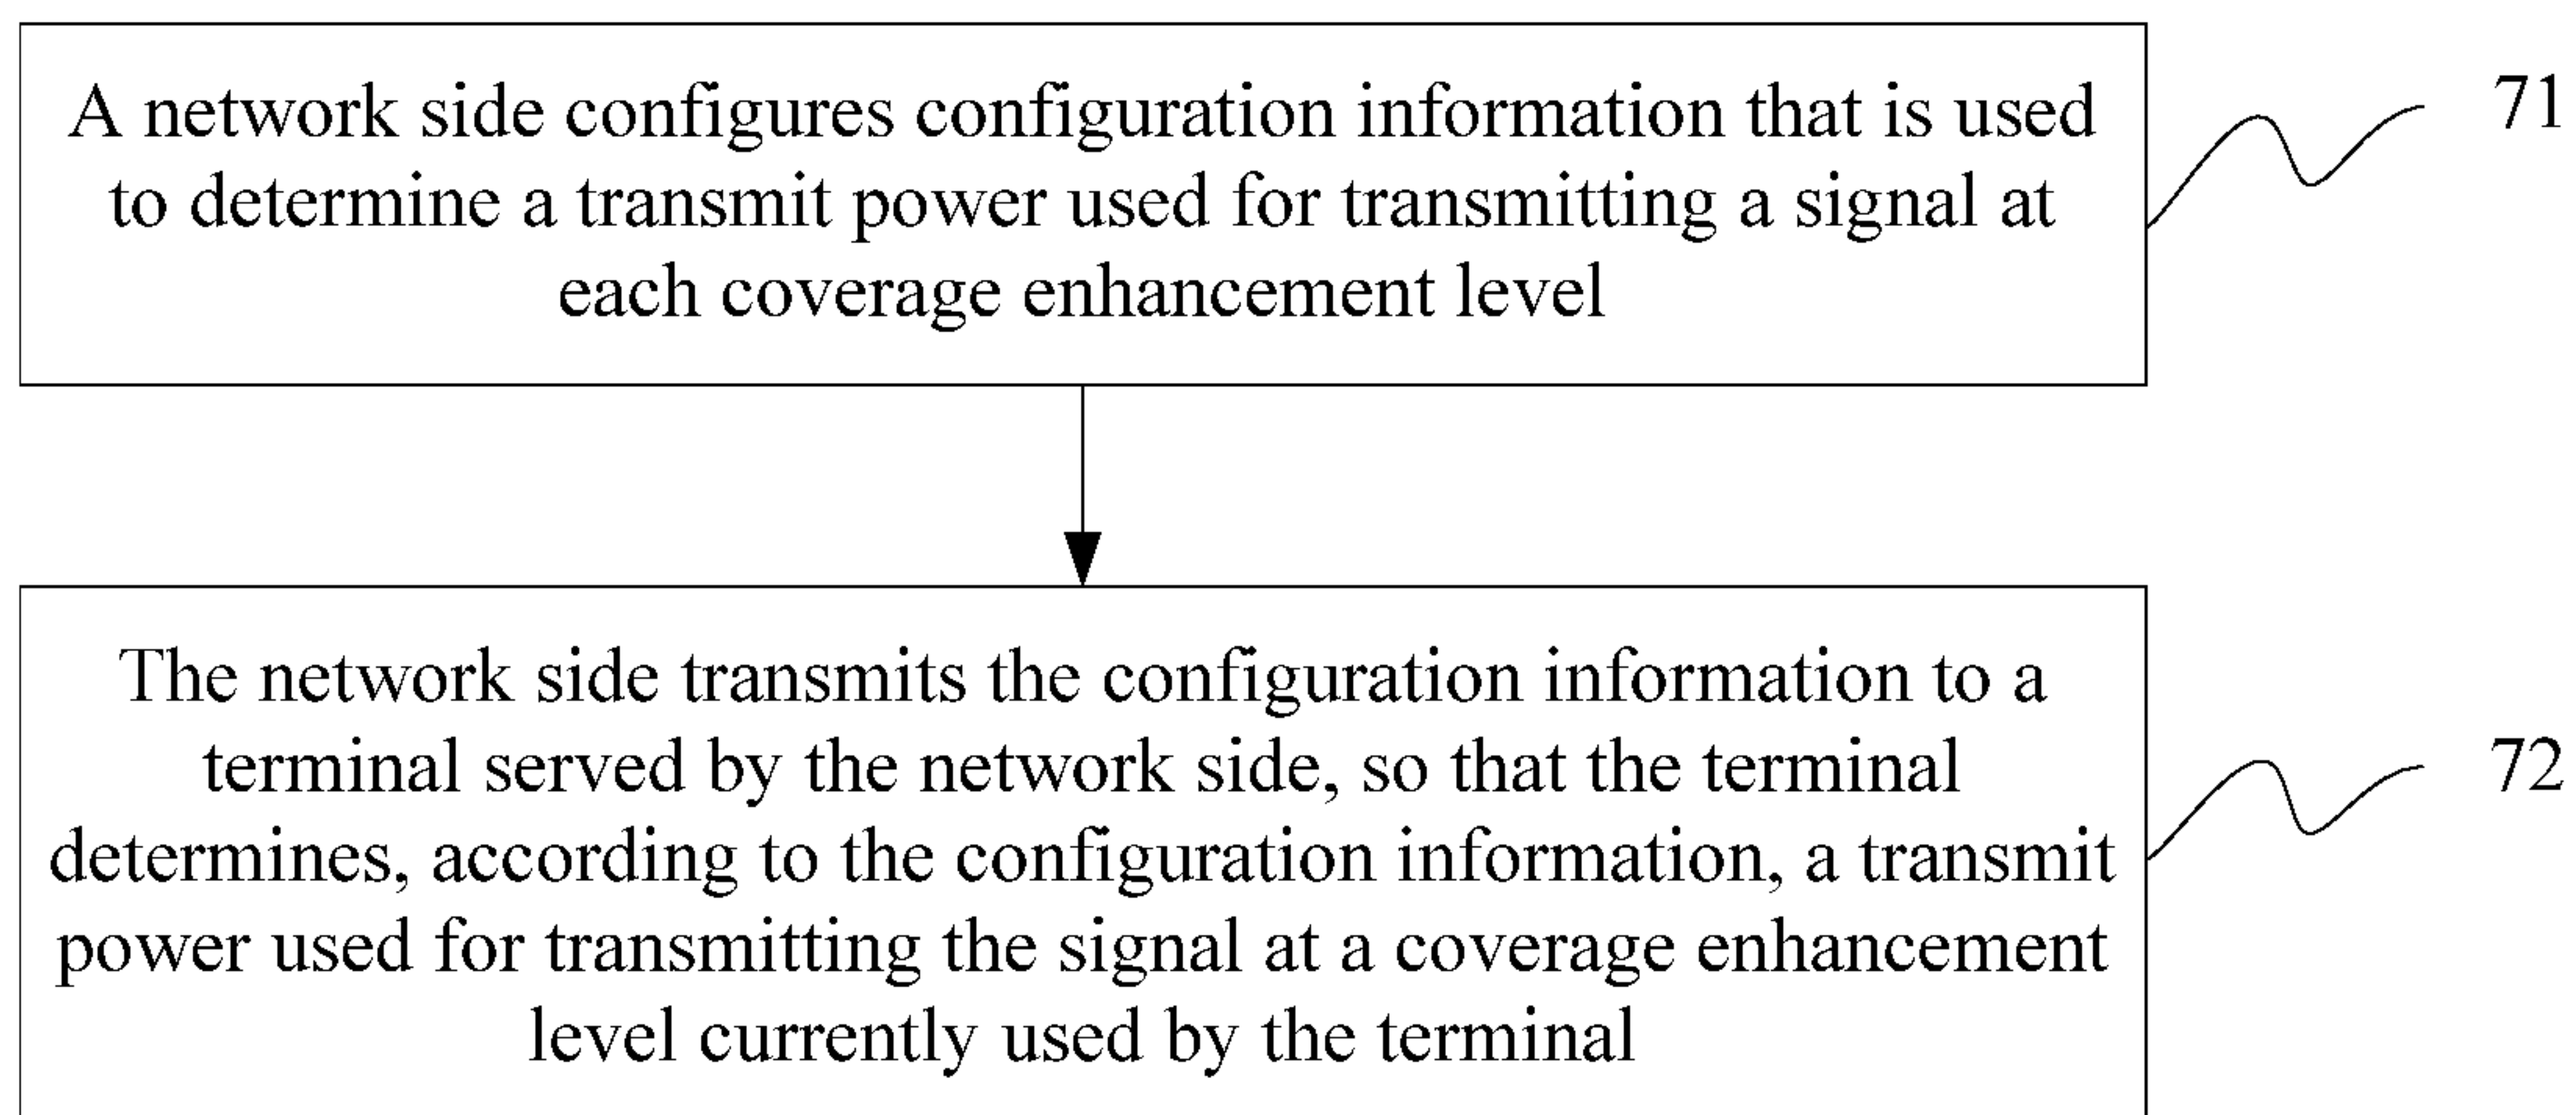 A network side configures configuration information that is used
to determine a transmit power used for transmitting a signal at
each coverage enhancement level
71
The network side transmits the configuration information to a
terminal served by the network side, so that the terminal
determines, according to the configuration information, a transmit
power used for transmitting the signal at a coverage enhancement
level currently used by the terminal
72